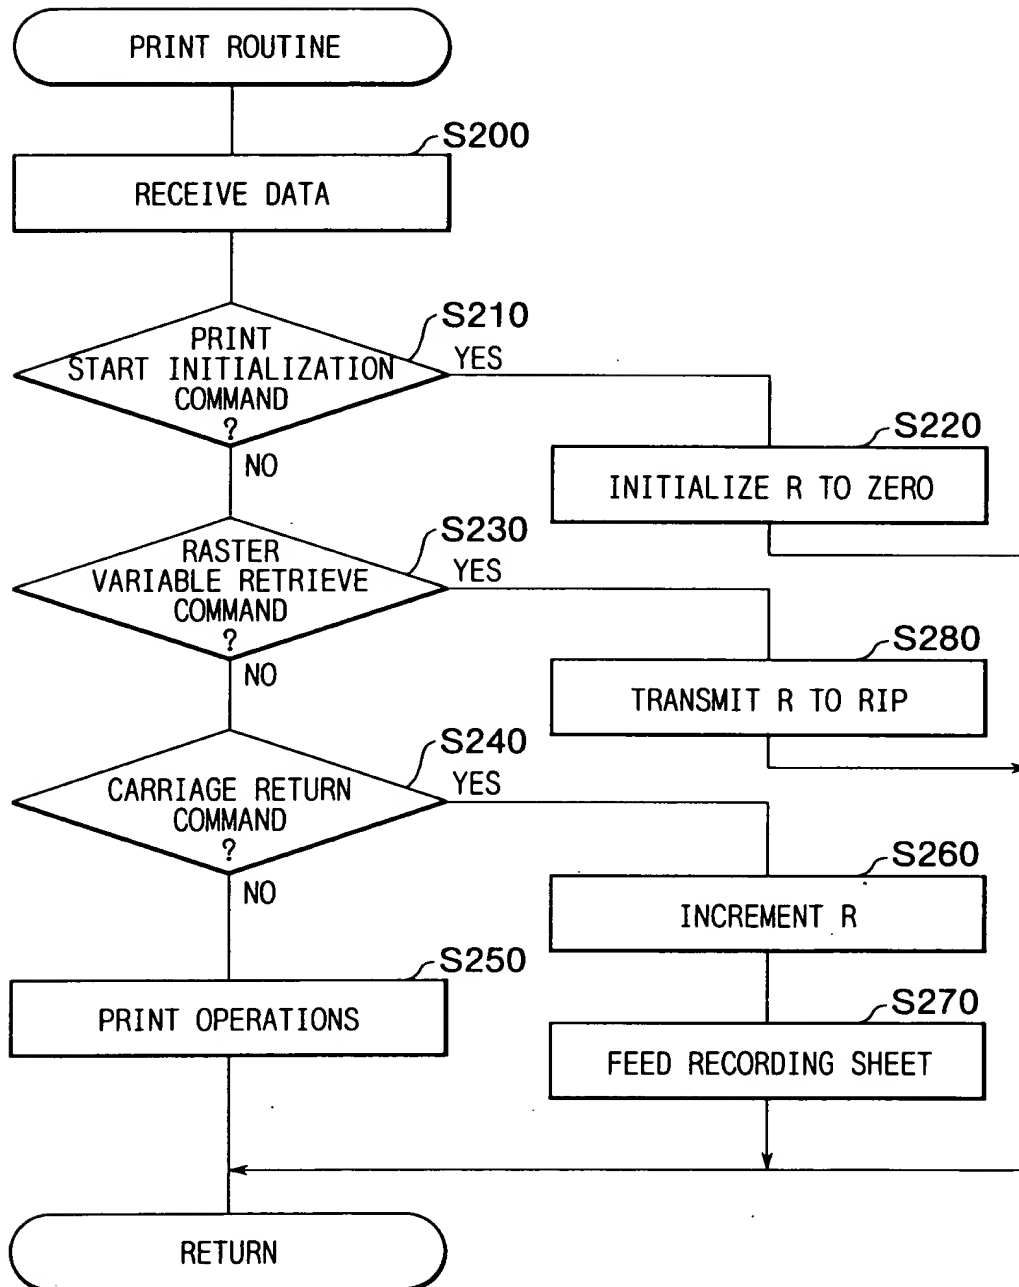 PRINT ROUTINE
S200
RECEIVE DATA
S210
PRINT
START INITIALIZATION
COMMAND
?
YES
NO
S220
INITIALIZE R TO ZERO
S230
RASTER
VARIABLE RETRIEVE
COMMAND
?
YES
NO
S280
TRANSMIT R TO RIP
S240
CARRIAGE RETURN
COMMAND
?
YES
NO
S260
INCREMENT R
S250
PRINT OPERATIONS
S270
FEED RECORDING SHEET
RETURN